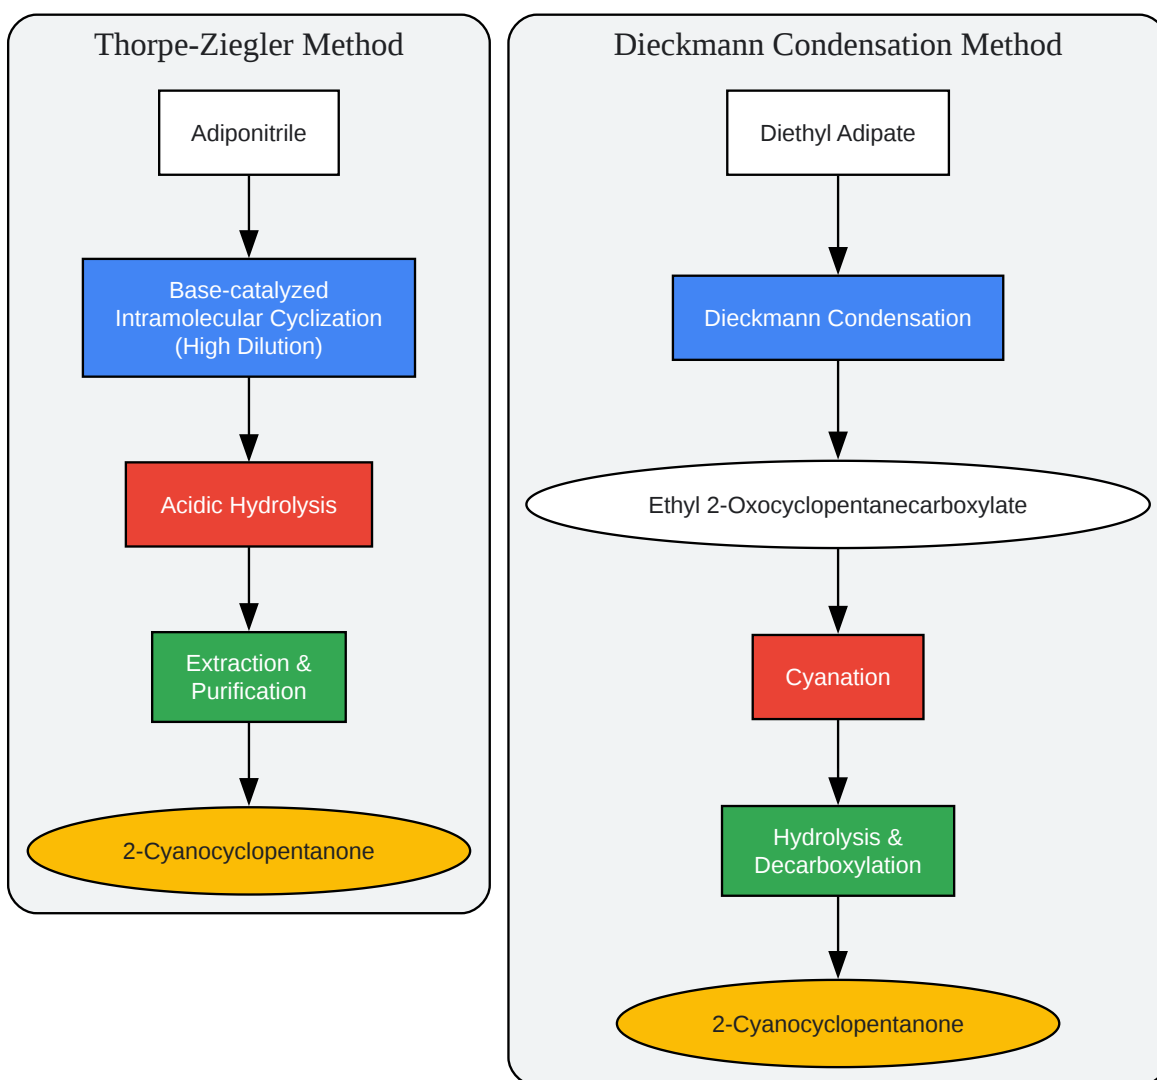 Thorpe-Ziegler Method
Adiponitrile
Base-catalyzed
Intramolecular Cyclization
(High Dilution)
Acidic Hydrolysis
Extraction &
Purification
2-Cyanocyclopentanone
Dieckmann Condensation Method
Diethyl Adipate
Dieckmann Condensation
Ethyl 2-Oxocyclopentanecarboxylate
Cyanation
Hydrolysis &
Decarboxylation
2-Cyanocyclopentanone